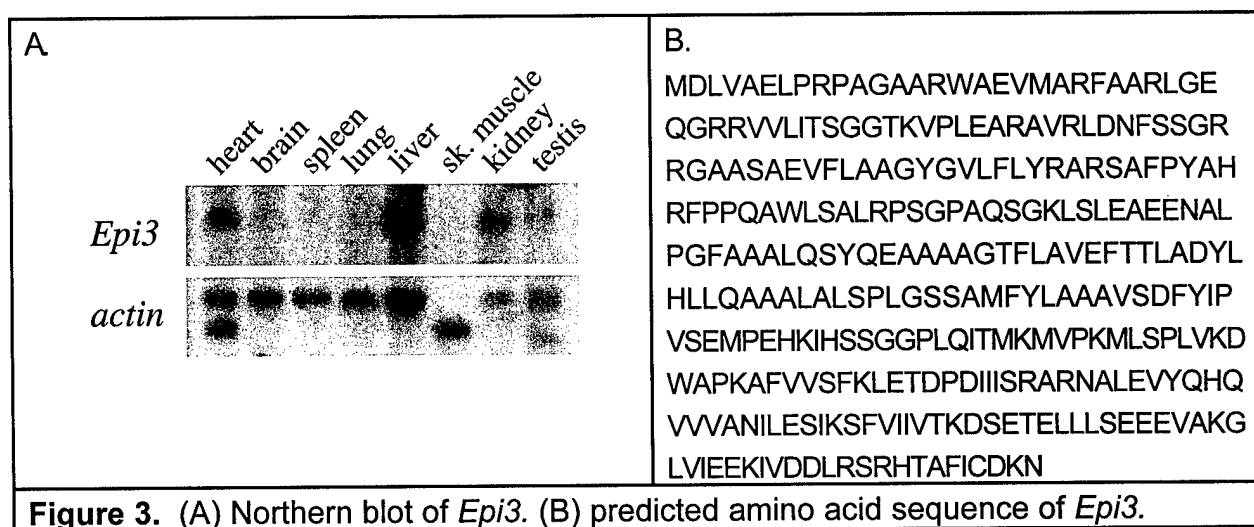 A.
heart
brain
spleen
lung
liver
sk. muscle
kidney
testis
Epi3
actin
B.
MDLVAELPRPAGAARWAEVMARFAARLGE
QGRRVVLITSGGTKVPLEARAVRLDNFSSGR
RGAASAEVFLAAGYGVLFLYRARSAFPYAH
RFPPQAWLSALRPSGPAQSGKLSLEAEENAL
PGFAAALQSYQEAAAAGTFLAVEFTTLADYL
HLLQAAALALSPLGSSAMFYLAAAVSDFYIP
VSEMPEHKIHSSGGPLQITMKMVPKMLSPLVKD
WAPKAFVVSFKLETDPDIIISRARNALEVYQHQ
VVVANILESIKSFVIIVTKDSETELLLSEEEVAKG
LVIEEKIVDDLRSRHTAFICDKN
Figure 3. (A) Northern blot of Epi3. (B) predicted amino acid sequence of Epi3.